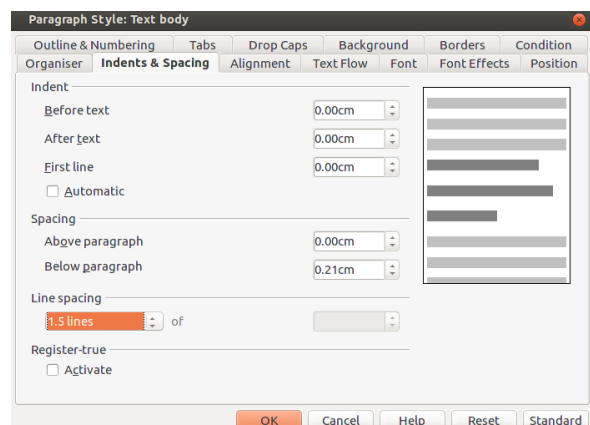 Paragraph Style: Text body
Outline & Numbering Tabs Drop Caps Background Borders Condition
Organiser Indents & Spacing Alignment Text Flow Font Font Effects Position
Indent
Before text 0.00cm
After text 0.00cm
First line 0.00cm
Automatic
Spacing
Above paragraph 0.00cm
Below paragraph 0.21cm
Line spacing
1.5 lines of
Register-true
Activate
OK Cancel Help Reset Standard